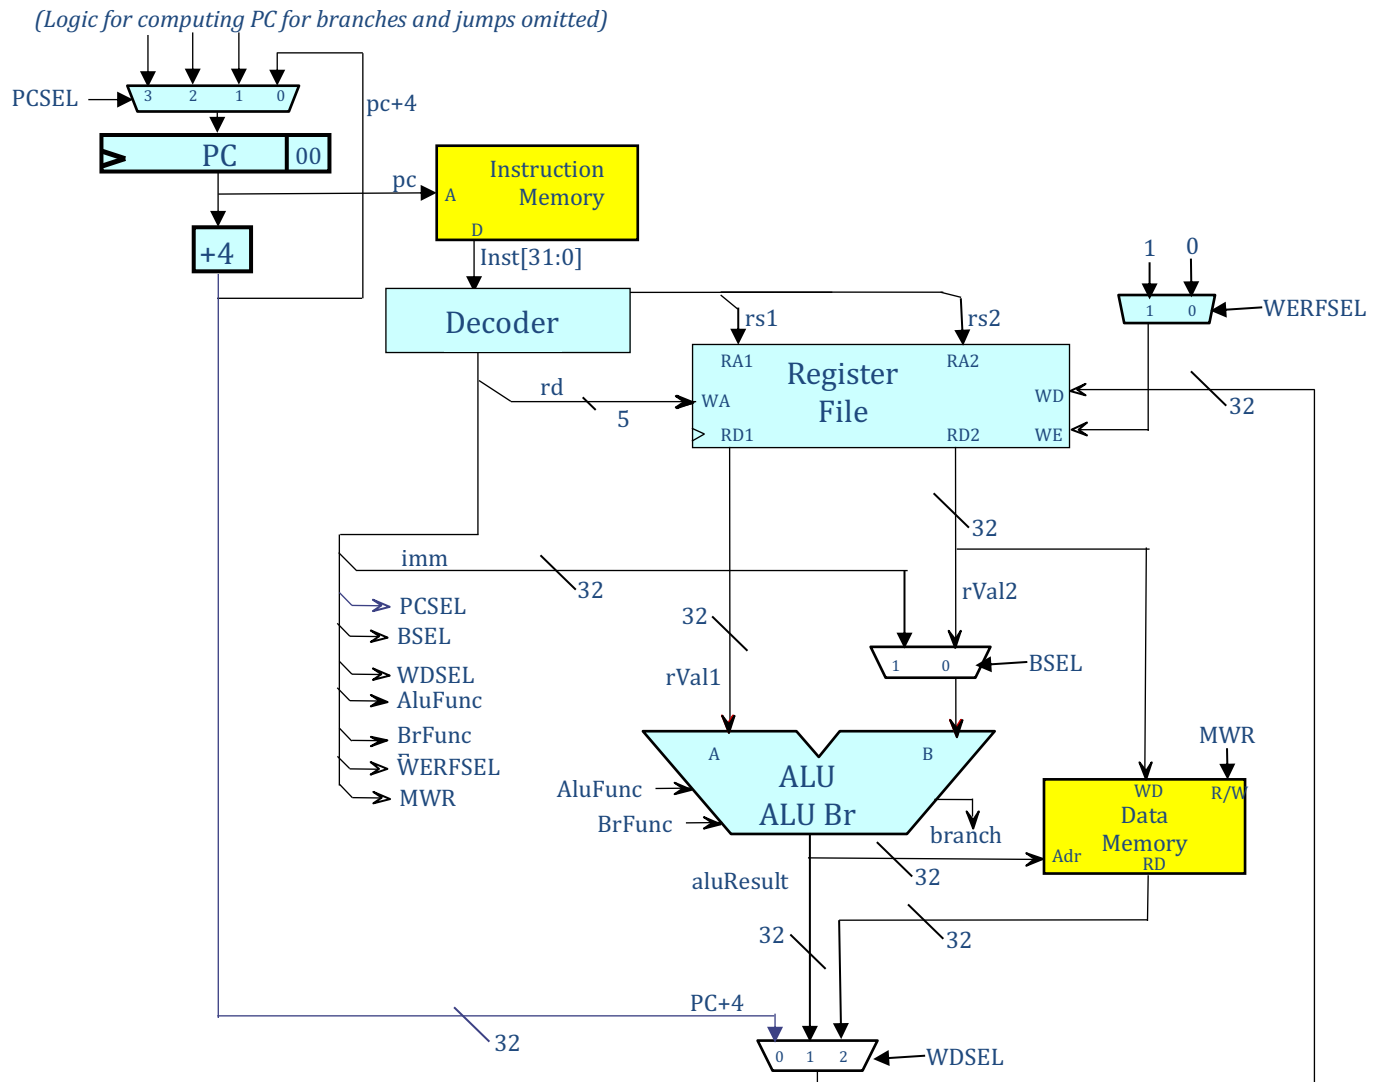 (Logic for computing PC for branches and jumps omitted)
PCSEL
3 2 1 0
pc+4
PC 00
pc
A
Instruction
Memory
D
+4
Inst[31:0]
1 0
1 0
WERFSEL
Decoder
rs1
rs2
RA1
RA2
Register
File
rd
5
WA
WD
32
RD1
RD2
WE
32
imm
32
PCSEL
BSEL
WDSEL
AluFunc
BrFunc
WERFSEL
MWR
32
rVal2
rVal1
1 0
BSEL
A
B
ALU
ALU Br
AluFunc
BrFunc
branch
MWR
WD
R/W
Data
Memory
Adr
RD
32
aluResult
32
32
PC+4
32
0 1 2
WDSEL